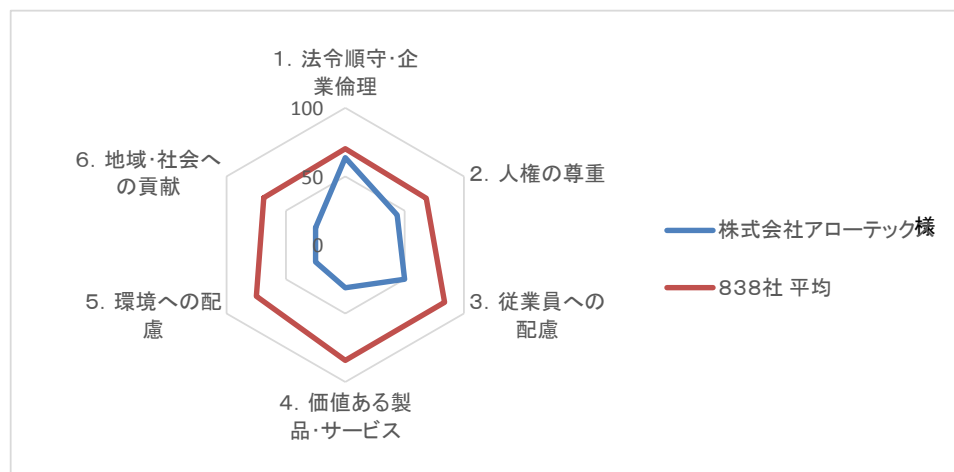 1. 法令順守･企
業倫理
100
6. 地域･社会へ
の貢献
50
2. 人権の尊重
0
株式会社アローテックス様
838社 平均
5. 環境への配
慮
3. 従業員への
配慮
4. 価値ある製
品･サービス